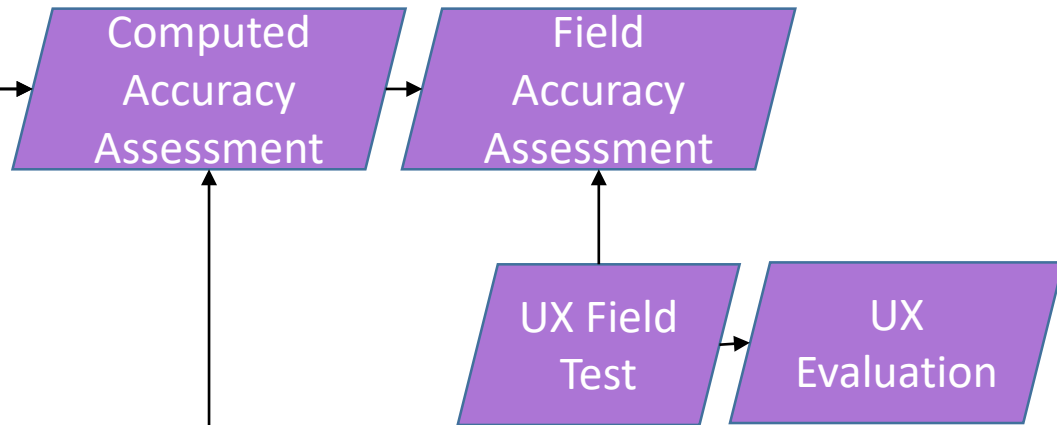 Computed
Accuracy
Assessment
Field
Accuracy
Assessment
UX Field
Test
UX
Evaluation